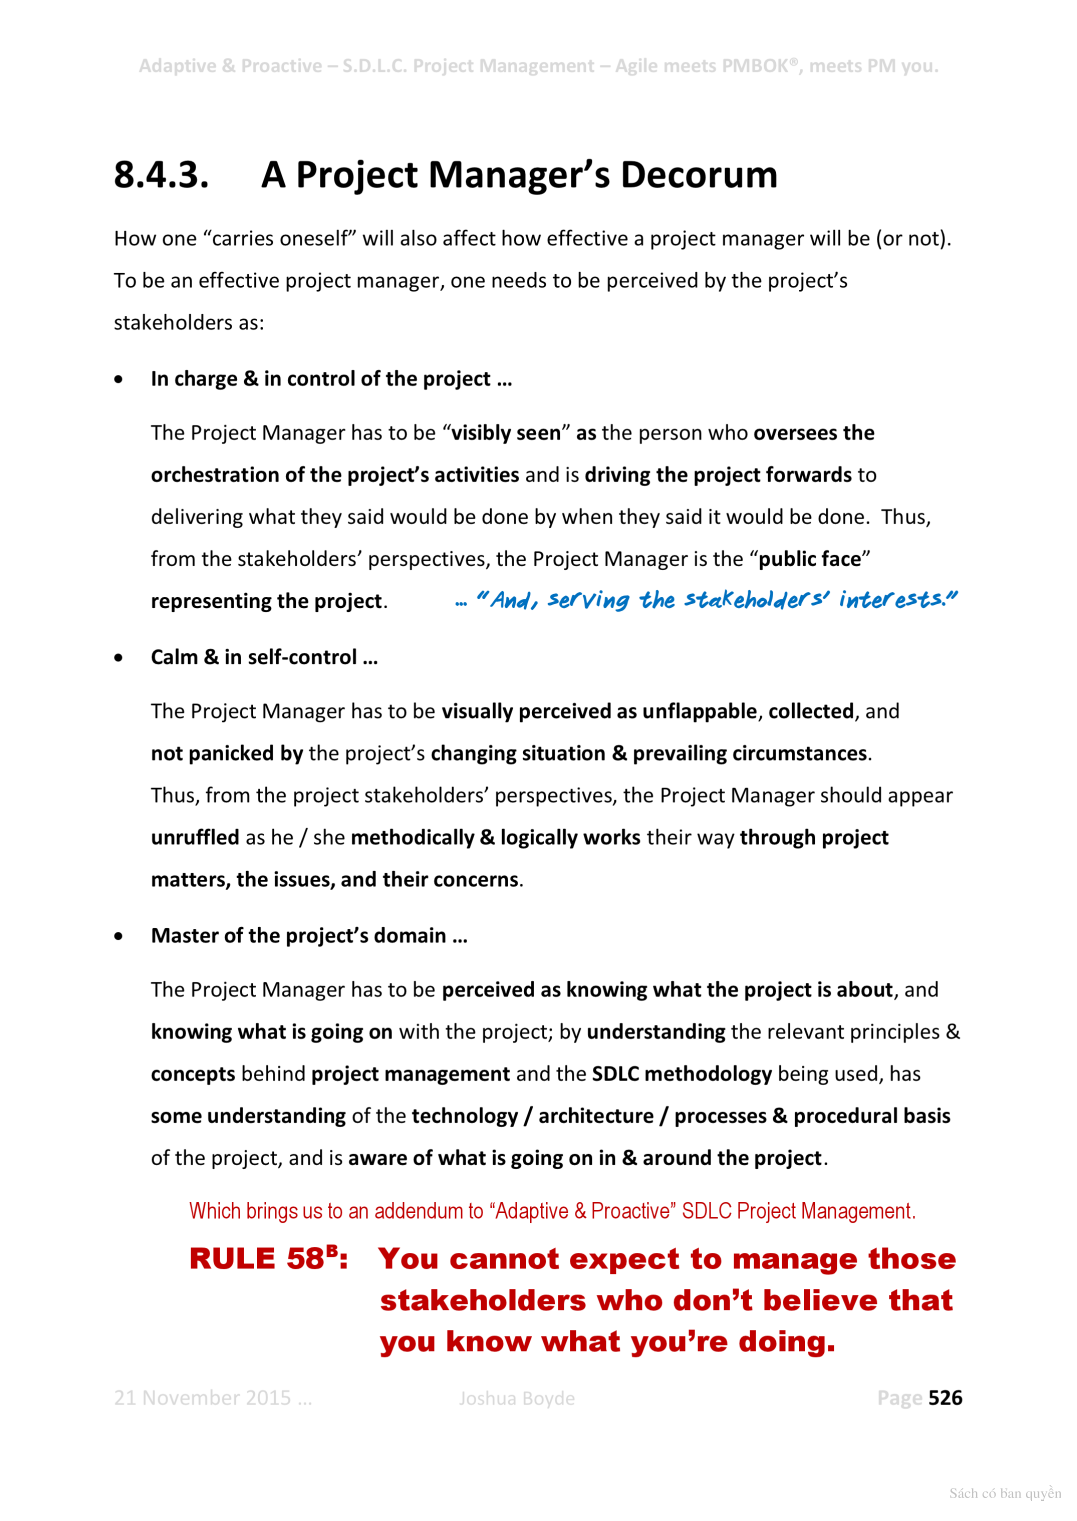 Adaptive & Proactive – S.D.L.C. Project Management – Agile meets PMBOK®, meets PM you.
8.4.3. A Project Manager’s Decorum
How one “carries oneself” will also affect how effective a project manager will be (or not).
To be an effective project manager, one needs to be perceived by the project’s
stakeholders as:
• In charge & in control of the project …
The Project Manager has to be “visibly seen” as the person who oversees the
orchestration of the project’s activities and is driving the project forwards to
delivering what they said would be done by when they said it would be done. Thus,
from the stakeholders’ perspectives, the Project Manager is the “public face”
representing the project. … “And, serving the stakeholders’ interests.”
• Calm & in self-control …
The Project Manager has to be visually perceived as unflappable, collected, and
not panicked by the project’s changing situation & prevailing circumstances.
Thus, from the project stakeholders’ perspectives, the Project Manager should appear
unruffled as he / she methodically & logically works their way through project
matters, the issues, and their concerns.
• Master of the project’s domain …
The Project Manager has to be perceived as knowing what the project is about, and
knowing what is going on with the project; by understanding the relevant principles &
concepts behind project management and the SDLC methodology being used, has
some understanding of the technology / architecture / processes & procedural basis
of the project, and is aware of what is going on in & around the project.
Which brings us to an addendum to “Adaptive & Proactive” SDLC Project Management.
RULE 58ᴮ: You cannot expect to manage those
stakeholders who don’t believe that
you know what you’re doing.
21 November 2015 … Joshua Boyde Page 526
Sách có bản quyền